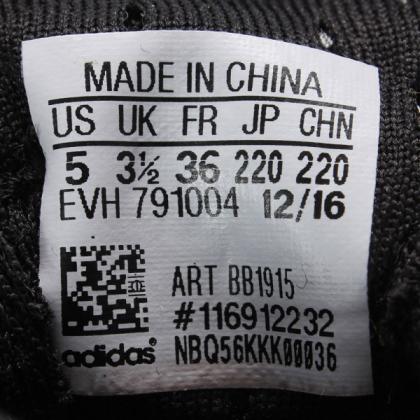 MADE IN CHINA
US UK FR JP CHN
5 3½ 36 220 220
EVH 791004 12/16
ART BB1915
#116912232
adidas® NBQ56KKK00036